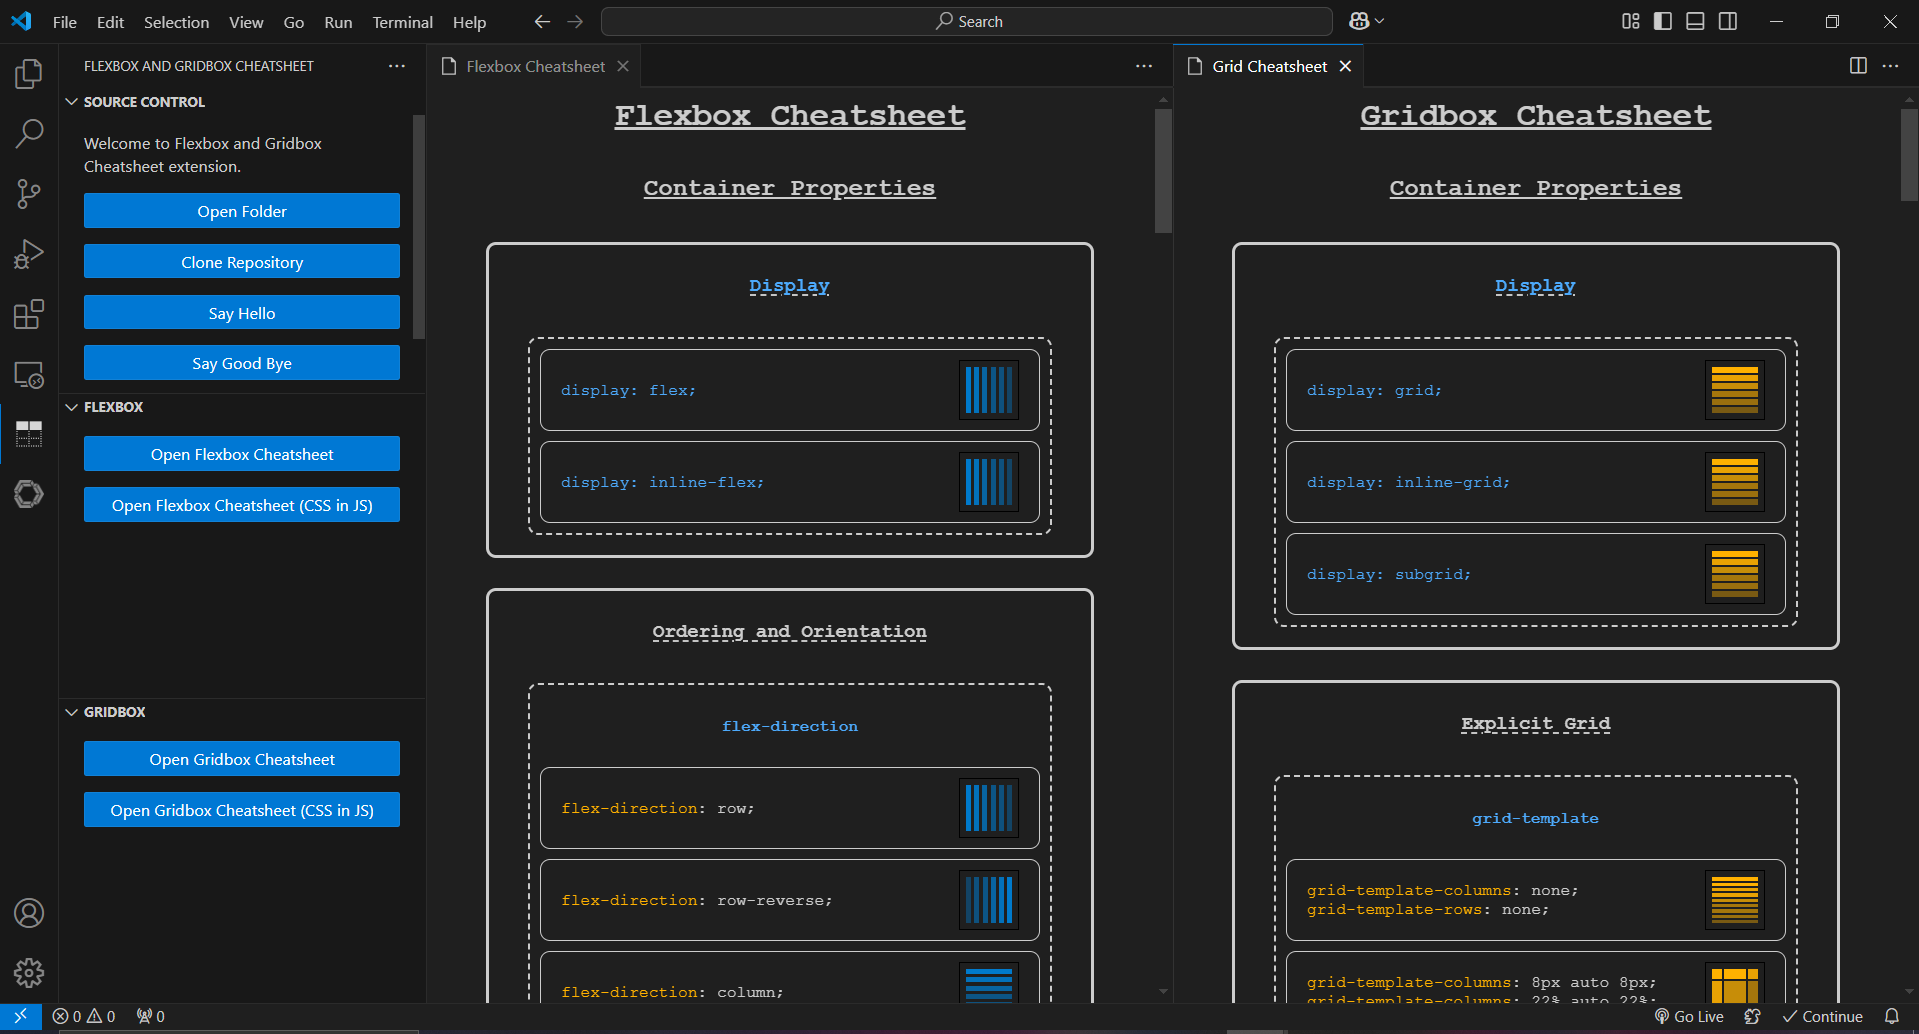 File Edit Selection View Go Run Terminal Help
Search
FLEXBOX AND GRIDBOX CHEATSHEET
SOURCE CONTROL
Welcome to Flexbox and Gridbox
Cheatsheet extension.
Open Folder
Clone Repository
Say Hello
Say Good Bye
FLEXBOX
Open Flexbox Cheatsheet
Open Flexbox Cheatsheet (CSS in JS)
GRIDBOX
Open Gridbox Cheatsheet
Open Gridbox Cheatsheet (CSS in JS)
Flexbox Cheatsheet
Flexbox Cheatsheet
Container Properties
Display
display: flex;
display: inline-flex;
Ordering and Orientation
flex-direction
flex-direction: row;
flex-direction: row-reverse;
flex-direction: column;
Grid Cheatsheet
Gridbox Cheatsheet
Container Properties
Display
display: grid;
display: inline-grid;
display: subgrid;
Explicit Grid
grid-template
grid-template-columns: none;
grid-template-rows: none;
grid-template-columns: 8px auto 8px;
grid-template-columns: 22% auto 22%;
0 0 0
Go Live Continue